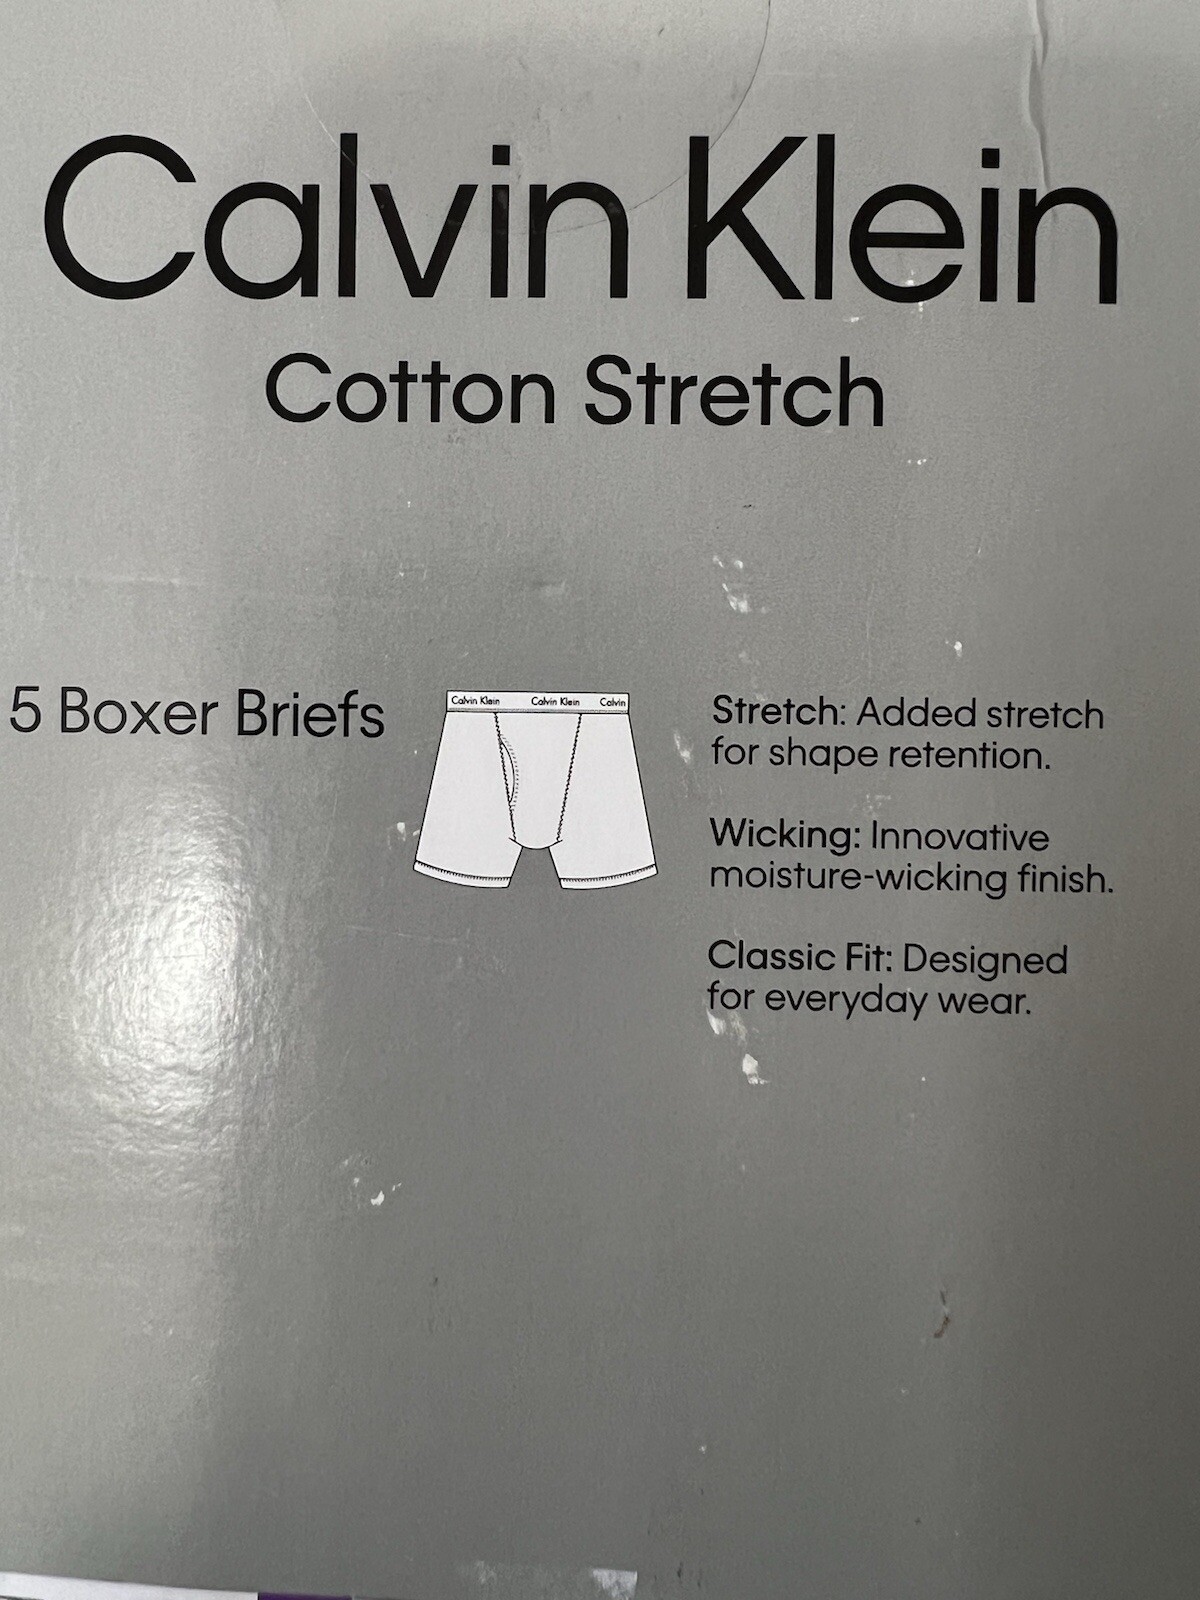 Calvin Klein
Cotton Stretch
5 Boxer Briefs
Calvin Klein Calvin Klein Calvin
Stretch: Added stretch
for shape retention.
Wicking: Innovative
moisture-wicking finish.
Classic Fit: Designed
for everyday wear.